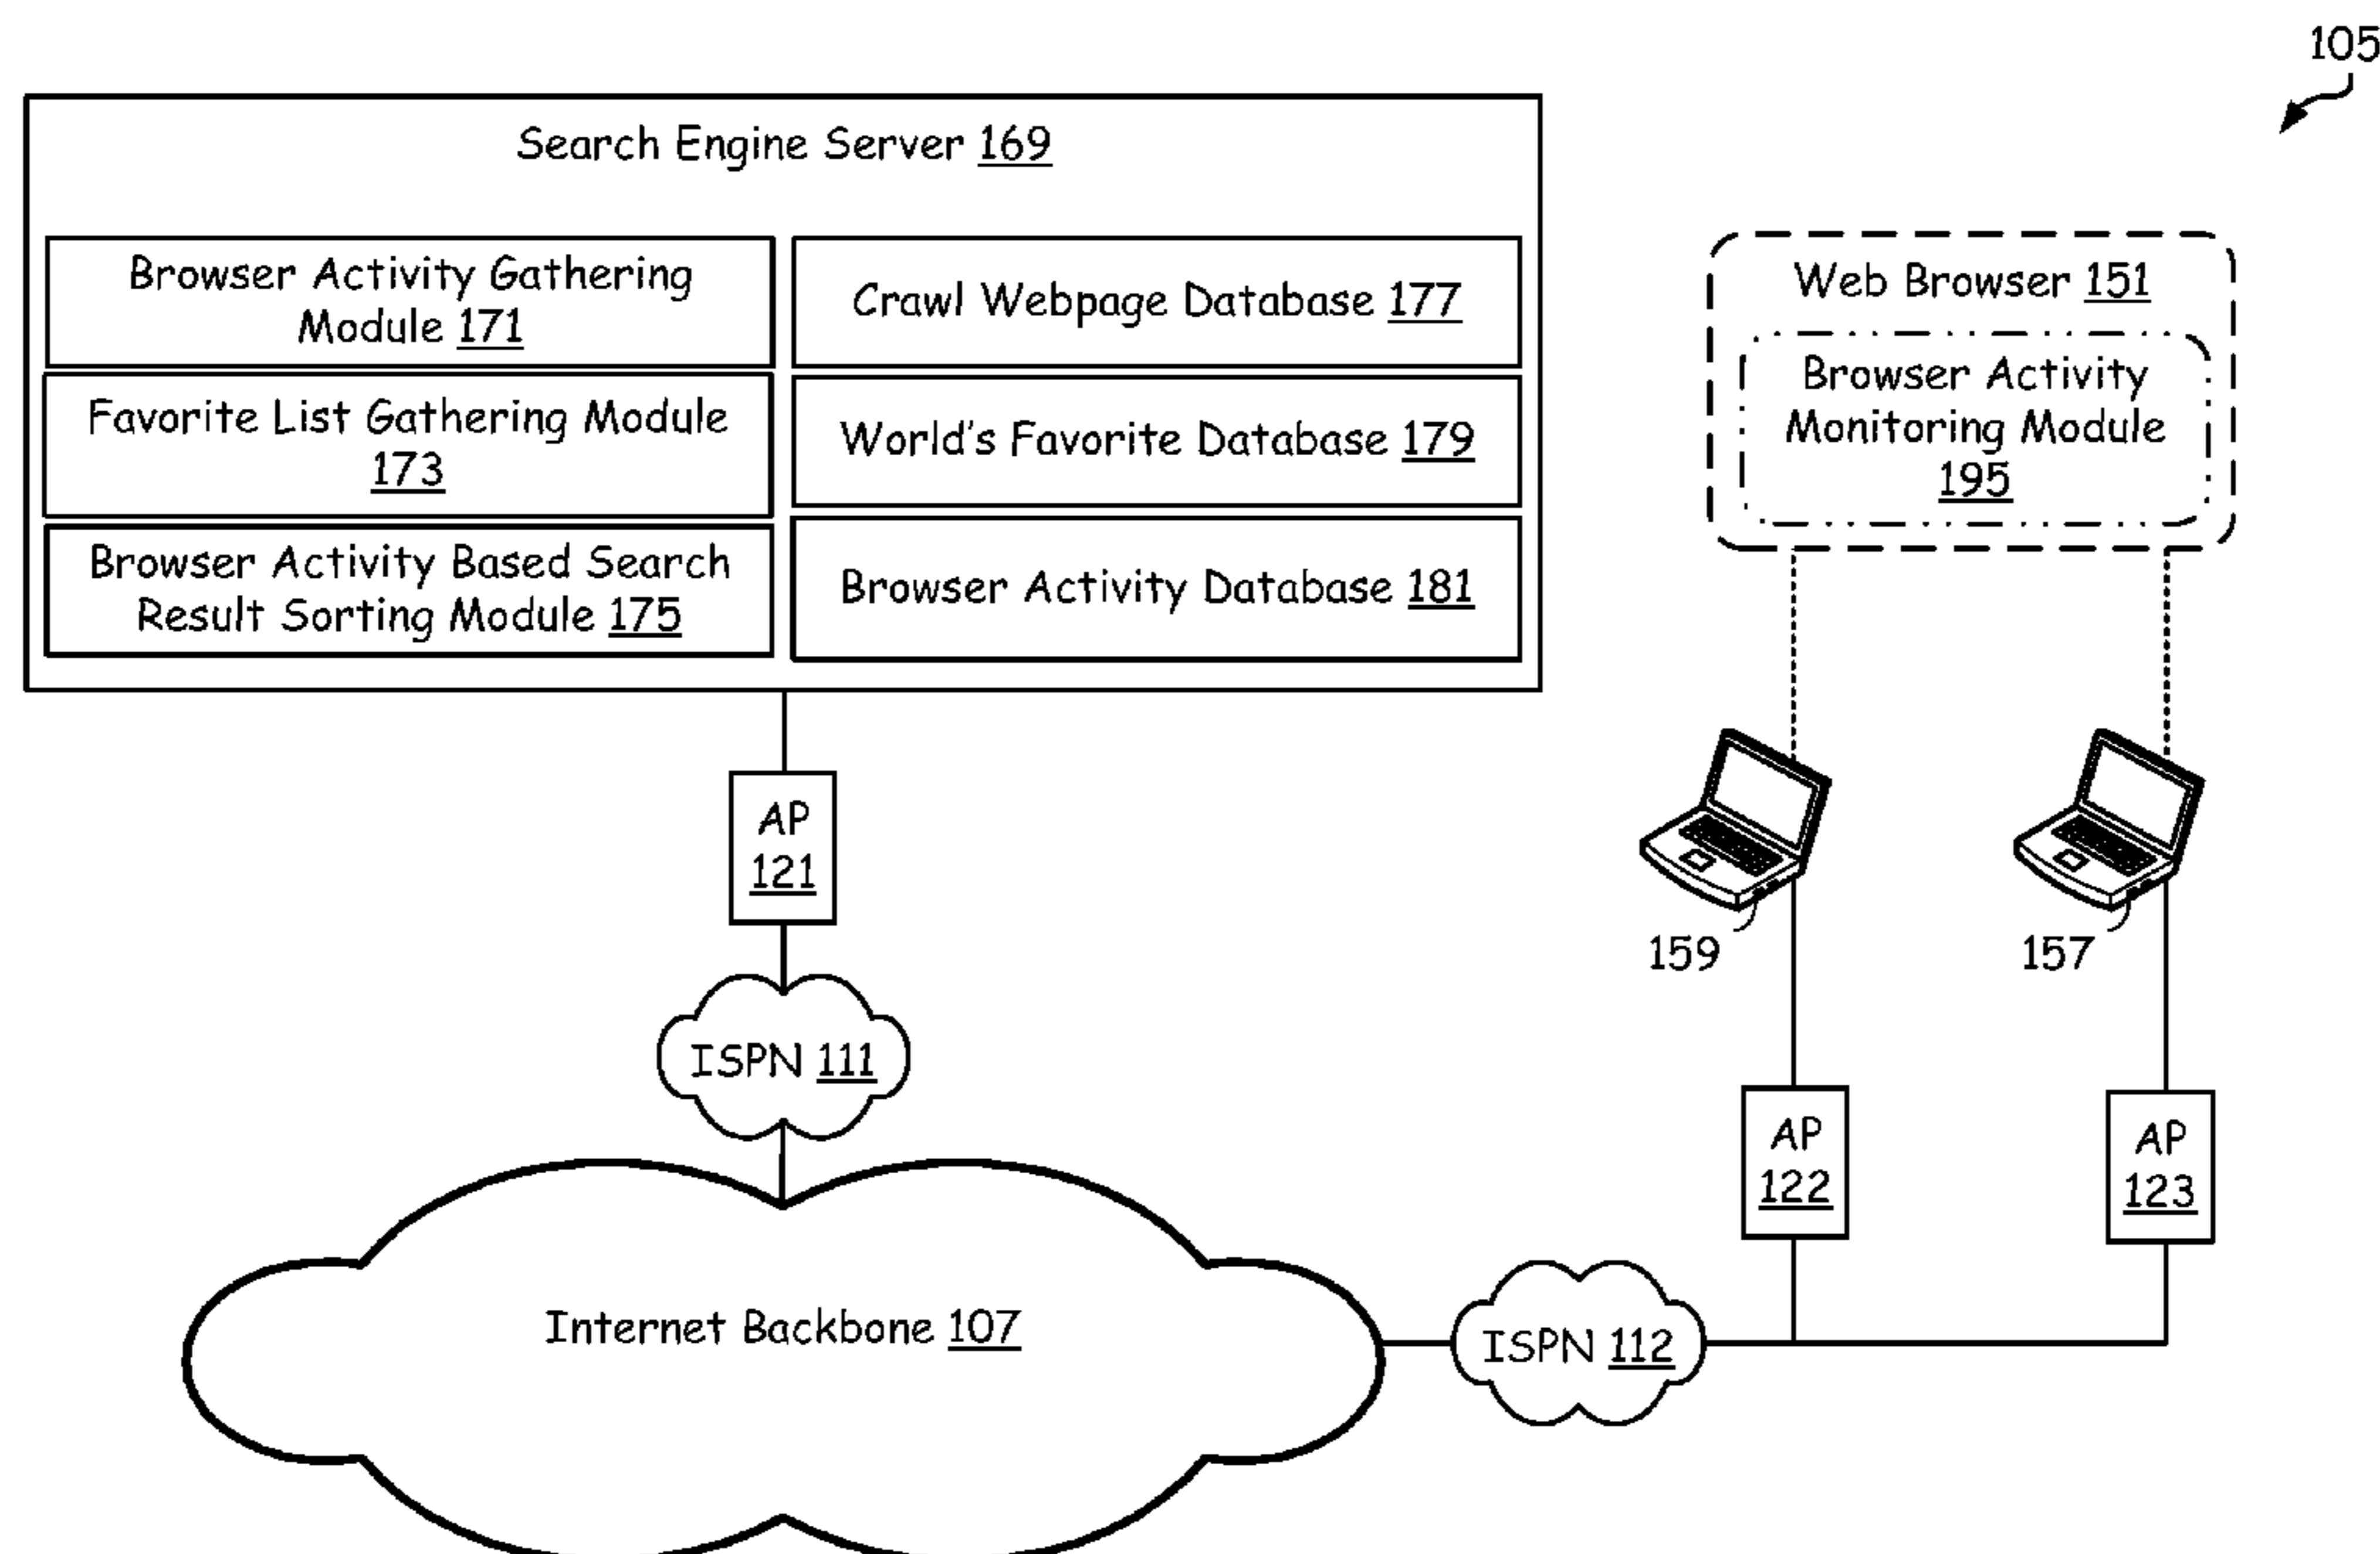 105
Search Engine Server 169
Browser Activity Gathering
Module 171
Favorite List Gathering Module
173
Browser Activity Based Search
Result Sorting Module 175
Crawl Webpage Database 177
World's Favorite Database 179
Browser Activity Database 181
Web Browser 151
Browser Activity
Monitoring Module
195
AP
121
159
157
ISPN 111
AP
122
AP
123
Internet Backbone 107
ISPN 112